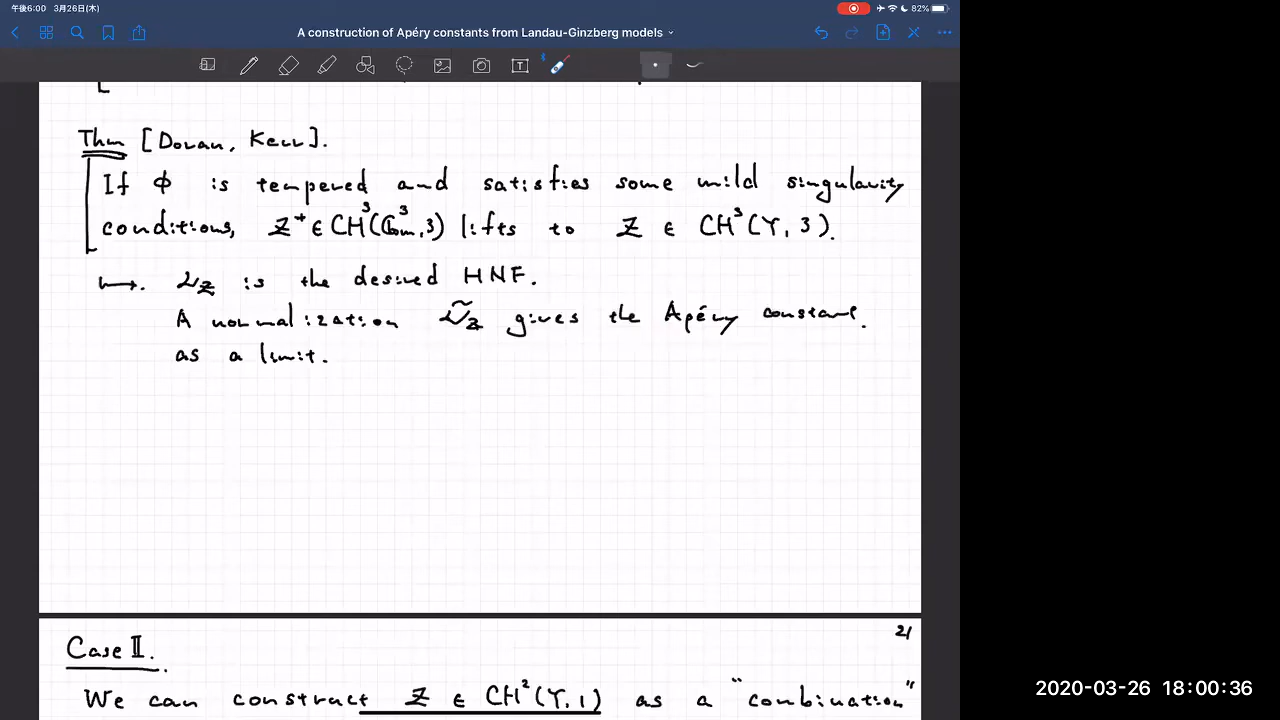 午後6:00 3月26日(木)
82%
A construction of Apéry constants from Landau-Ginzberg models
Thm [Doran, Kerr].
If Φ is tempered and satisfies some mild singularity
conditions, Z⁺ ∈ CH³(𝔾m³, 3) lifts to Z ∈ CH³(Y, 3).
⟼. 𝒱_Z is the desired HNF.
A normalization 𝒱̃_Z gives the Apéry constant.
as a limit.
21
Case II.
We can construct Z ∈ CH²(Y, 1) as a "combination"
2020-03-26 18:00:36